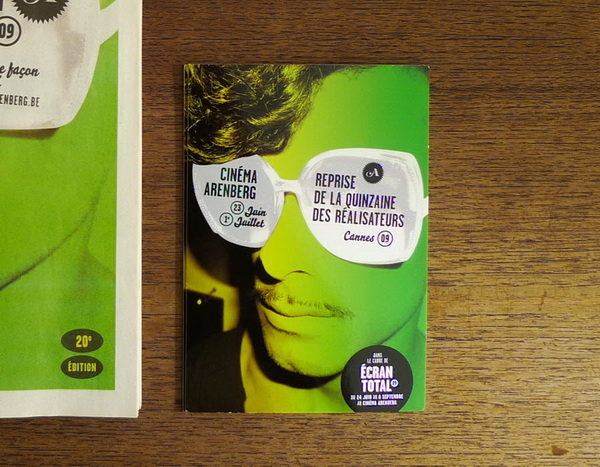 09
e façon
ENBERG.BE
20e
ÉDITION
CINÉMA
ARENBERG
23 Juin
1er Juillet
A
REPRISE
DE LA QUINZAINE
DES RÉALISATEURS
Cannes 09
DANS
LE CADRE DE
ÉCRAN
TOTAL
DU 24 JUIN AU 8 SEPTEMBRE
AU CINÉMA ARENBERG